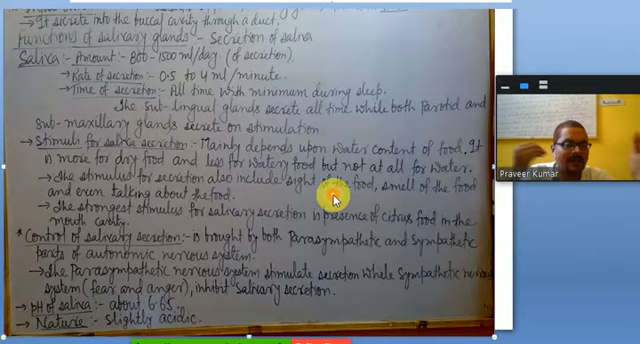 →It secrete into the buccal cavity through a duct.
Functions of salivary glands:- Secretion of saliva
Saliva:- Amount:- 800-1500 ml/day. (of secretion).
→Rate of secretion:- 0.5 to 4 ml/minute.
→Time of secretion:- All time with minimum during sleep.
The sub-lingual glands secrete all time while both Parotid and
sub-maxillary glands secrete on stimulation.
→Stimuls for saliva secretion:- Mainly depends upon water content of food. It
is more for dry food and less for watery food but not at all for water.
→The stimulus for secretion also include sight of the food, smell of the food
and even talking about the food.
→The strongest stimulus for salivary secretion is presence of citrus food in the
mouth cavity.
*Control of salivary secretion:- is brought by both Parasympathetic and Sympathetic
parts of autonomic nervous system.
→The Parasympathetic nervous system stimulate secretion while Sympathetic
system (fear and anger), inhibit salivary secretion.
→pH of saliva:- about 6.65.
→Nature:- slightly acidic.
Praveer Kumar